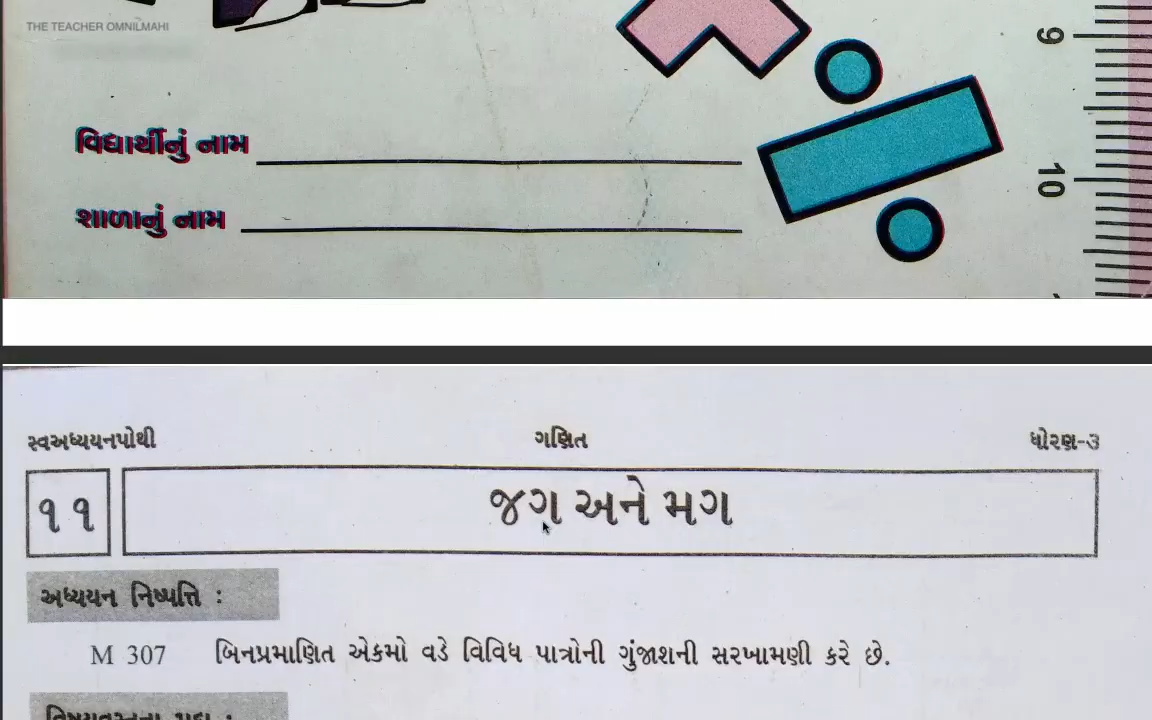 THE TEACHER OMNILMAHI
9
વિદ્યાર્થીનું નામ
10
શાળાનું નામ
સ્વઅધ્યયનપોથી ગણિત ધોરણ-૩
૧૧ જગ અને મગ
અધ્યયન નિષ્પત્તિ :
M 307 બિનપ્રમાણિત એકમો વડે વિવિધ પાત્રોની ગુંજાશની સરખામણી કરે છે.